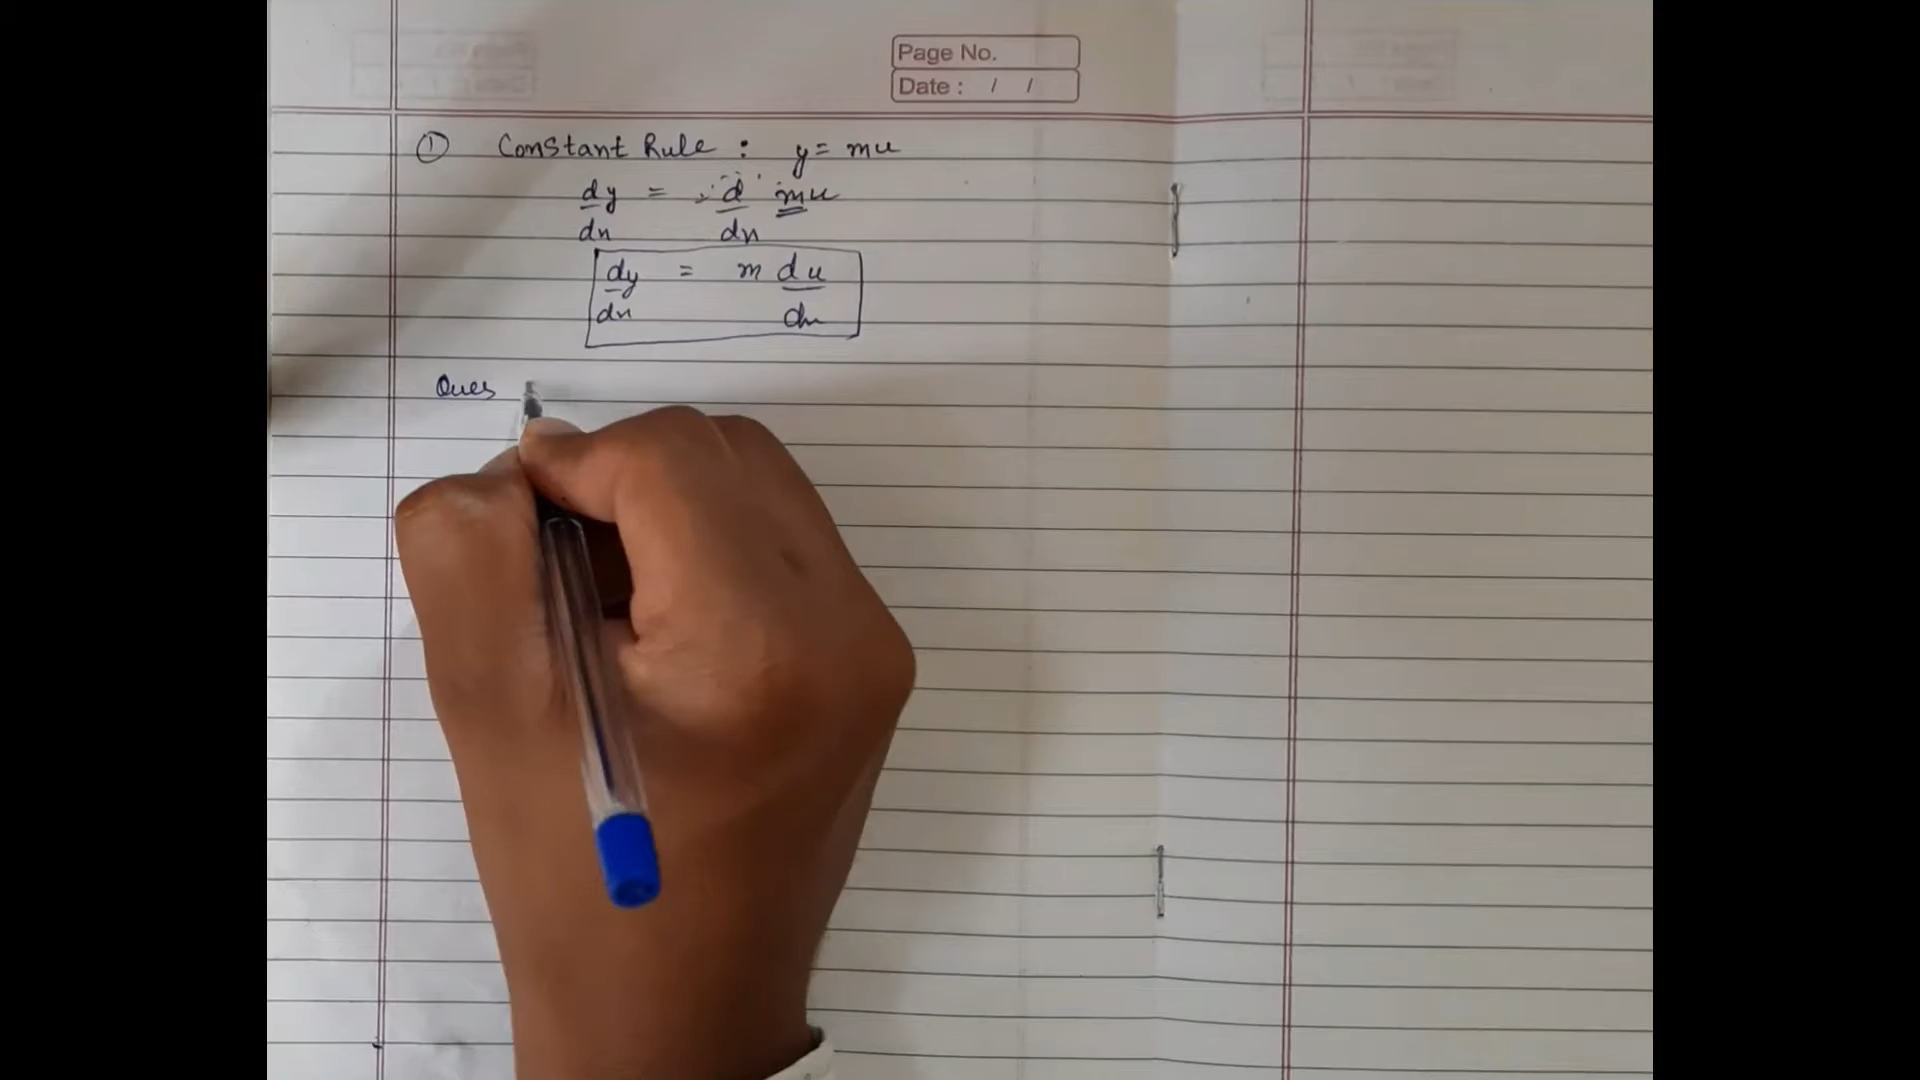 Page No.
Date : / /
① Constant Rule : y = mu
dy = d mu
dx dx
dy = m du
dx dx
Ques